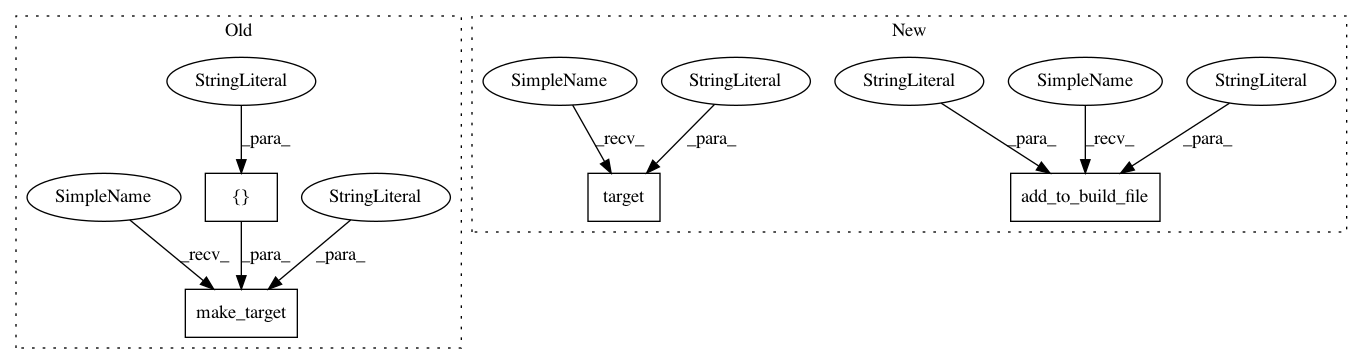 Old
New
StringLiteral
SimpleName
StringLiteral
StringLiteral
SimpleName
StringLiteral
_para_
_recv_
_para_
_para_
_recv_
_para_
SimpleName
{}
StringLiteral
target
add_to_build_file
_recv_
_para_
_para_
make_target